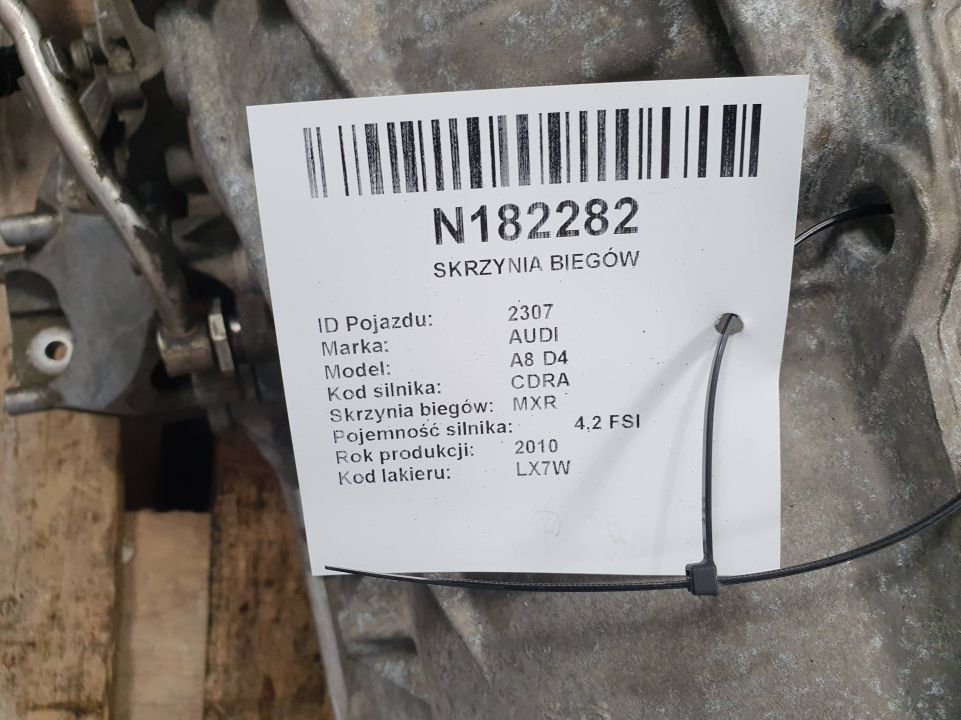 N182282
SKRZYNIA BIEGÓW
ID Pojazdu: 2307
Marka: AUDI
Model: A8 D4
Kod silnika: CDRA
Skrzynia biegów: MXR
Pojemność silnika: 4,2 FSI
Rok produkcji: 2010
Kod lakieru: LX7W